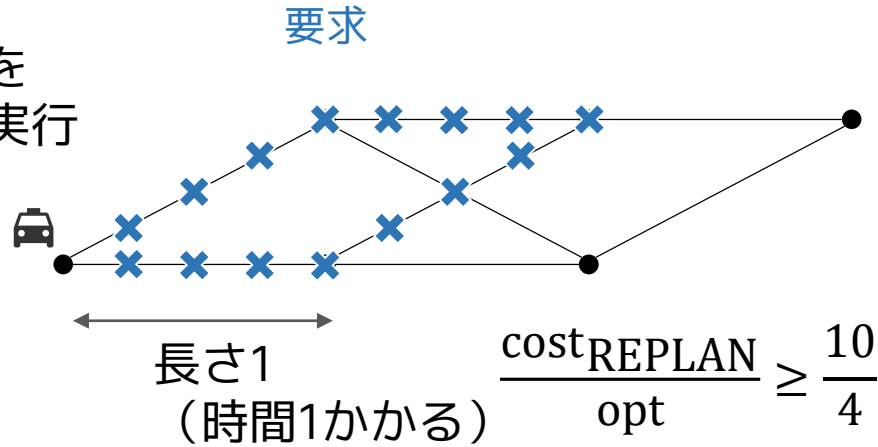 要求
を
実行
長さ1
（時間1かかる）
cost_REPLAN/opt ≥ 10/4